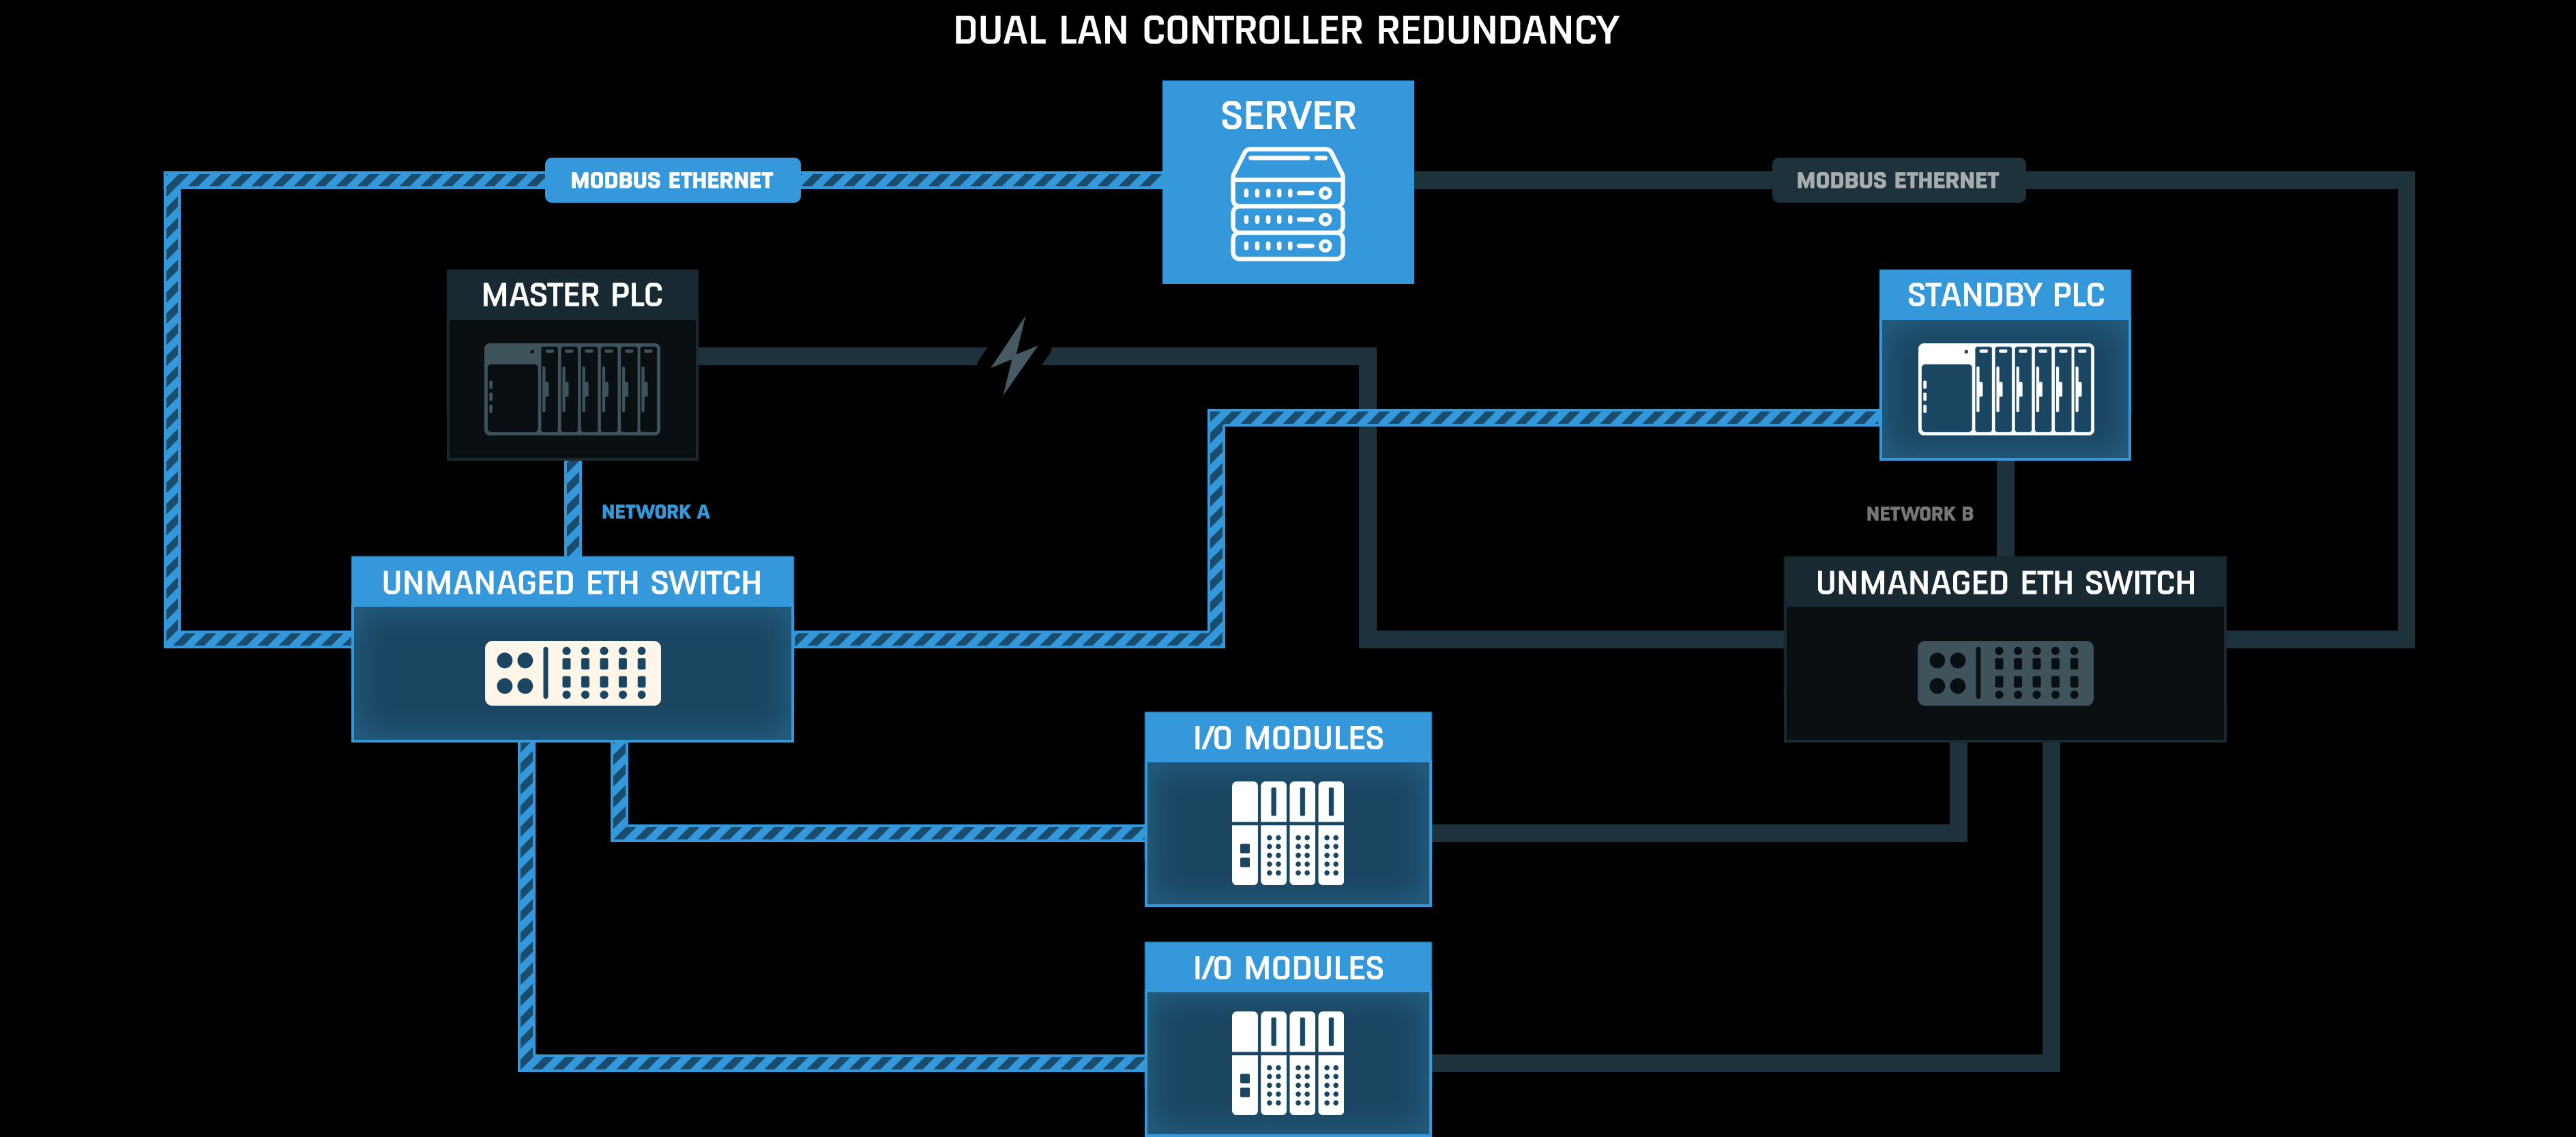 DUAL LAN CONTROLLER REDUNDANCY
SERVER
MODBUS ETHERNET
MODBUS ETHERNET
MASTER PLC
STANDBY PLC
NETWORK A
NETWORK B
UNMANAGED ETH SWITCH
UNMANAGED ETH SWITCH
I/O MODULES
I/O MODULES